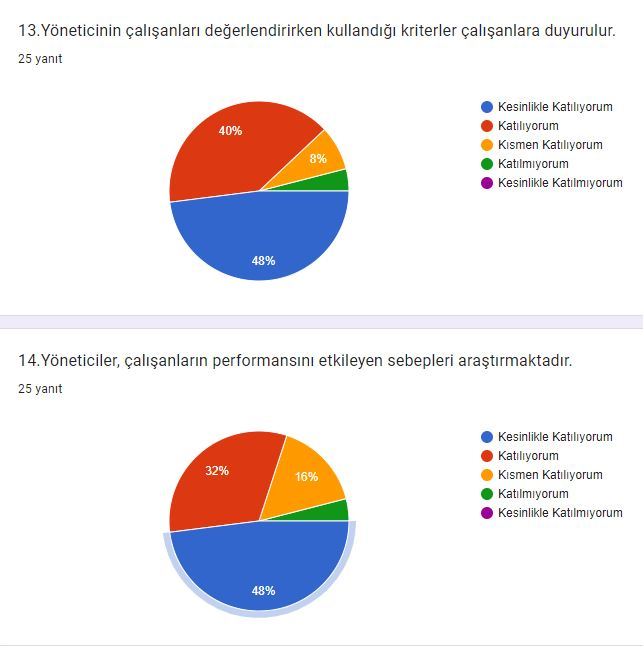 13.Yöneticinin çalışanları değerlendirirken kullandığı kriterler çalışanlara duyurulur.
25 yanıt
Kesinlikle Katılıyorum
Katılıyorum
Kısmen Katılıyorum
Katılmıyorum
Kesinlikle Katılmıyorum
40%
8%
48%
14.Yöneticiler, çalışanların performansını etkileyen sebepleri araştırmaktadır.
25 yanıt
Kesinlikle Katılıyorum
Katılıyorum
Kısmen Katılıyorum
Katılmıyorum
Kesinlikle Katılmıyorum
32%
16%
48%